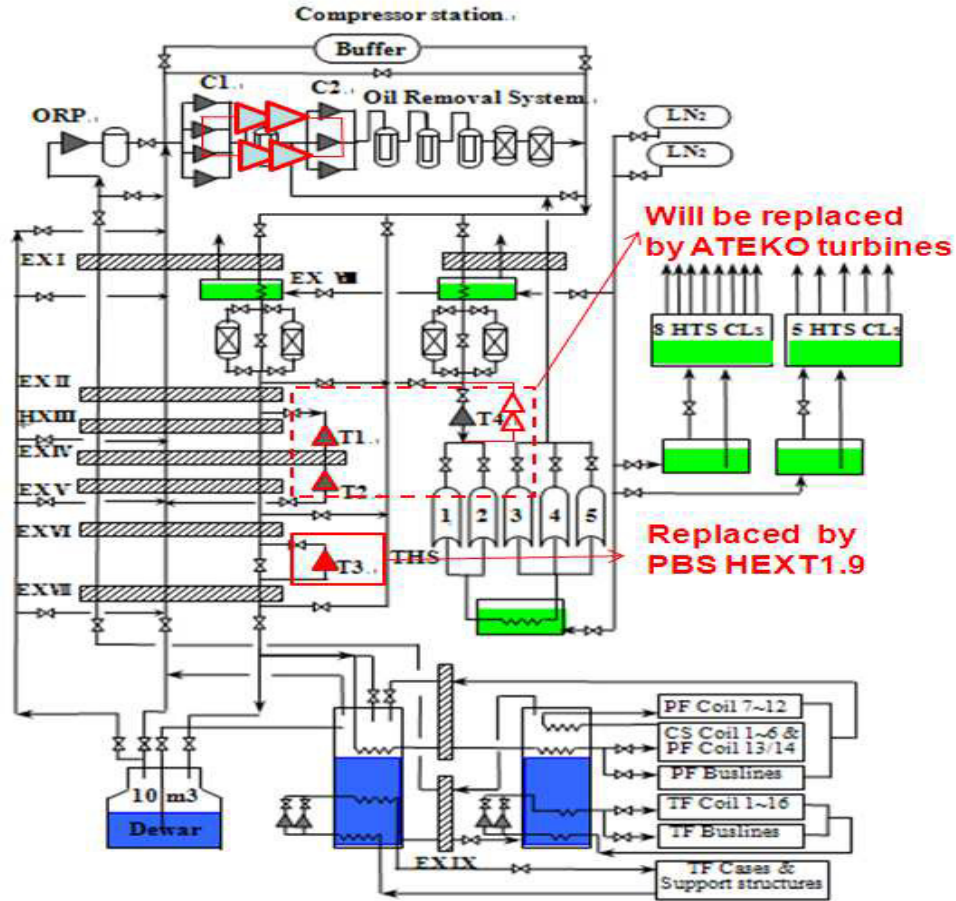 Compressor station.
Buffer
C1
C2
Oil Removal System
ORP
LN2
LN2
Will be replaced
by ATEKO turbines
EX I
EX VIII
8 HTS CLs
5 HTS CLs
EX II
HXIII
T1
T4
EXIV
EX V
T2
1 2 3 4 5
EXVI
Replaced by
PBS HEXT1.9
T3
THS
EXVII
PF Coil 7~12
CS Coil 1~6 &
PF Coil 13/14
PF Buslines
10 m3
Dewar
TF Coil 1~16
TF Buslines
EXIX
TF Cases &
Support structures